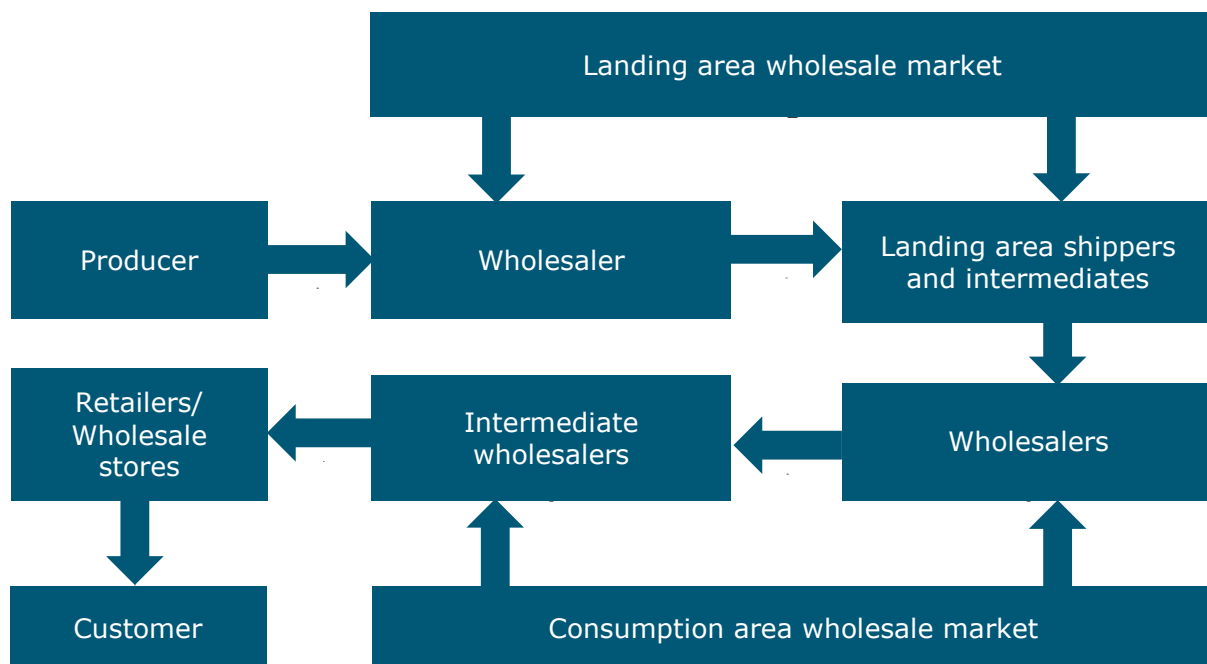 Landing area wholesale market
Producer
Wholesaler
Landing area shippers
and intermediates
Retailers/
Wholesale
stores
Intermediate
wholesalers
Wholesalers
Customer
Consumption area wholesale market